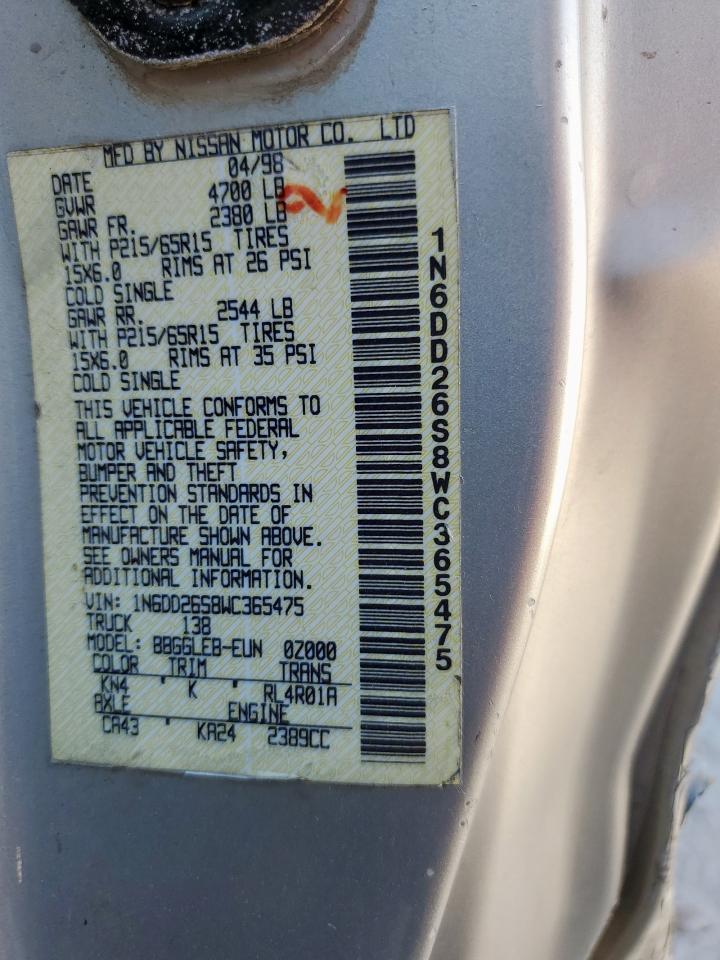 MFD BY NISSAN MOTOR CO. LTD
DATE 04/98
GVWR 4700 LB
GAWR FR. 2380 LB
WITH P215/65R15 TIRES
15X6.0 RIMS AT 26 PSI
COLD SINGLE
GAWR RR. 2544 LB
WITH P215/65R15 TIRES
15X6.0 RIMS AT 35 PSI
COLD SINGLE
THIS VEHICLE CONFORMS TO
ALL APPLICABLE FEDERAL
MOTOR VEHICLE SAFETY,
BUMPER AND THEFT
PREVENTION STANDARDS IN
EFFECT ON THE DATE OF
MANUFACTURE SHOWN ABOVE.
SEE OWNERS MANUAL FOR
ADDITIONAL INFORMATION.
VIN: 1N6DD26S8WC365475
TRUCK 138
MODEL: BBGGLEB-EUN 0Z000
COLOR TRIM TRANS
KN4 ' K ' RL4R01A
AXLE ENGINE
CA43 ' KA24 2389CC
1N6DD26S8WC365475